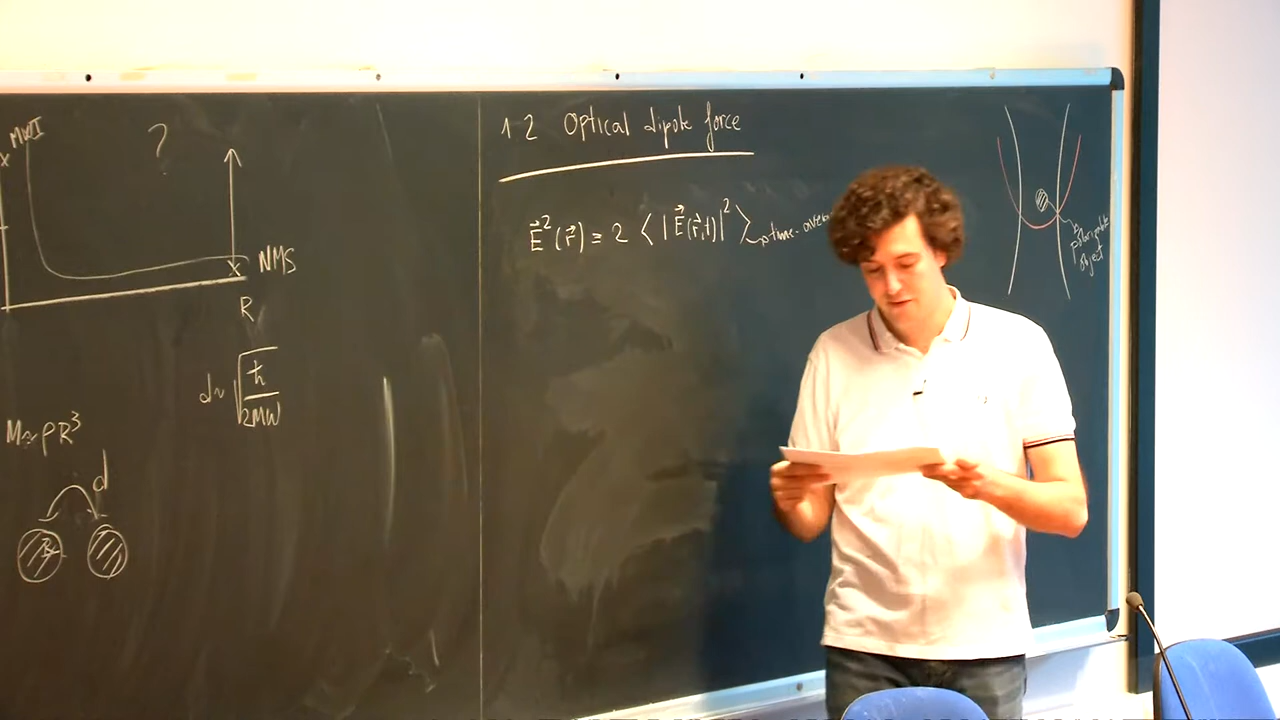 MWI
?
NMS
R
d ~ √(ħ/2MW)
M ~ ρR³
d
R
1.2 Optical dipole force
E⃗²(r⃗) ≡ 2 ⟨|E⃗(r⃗,t)|²⟩ time-aver
polarizable
object